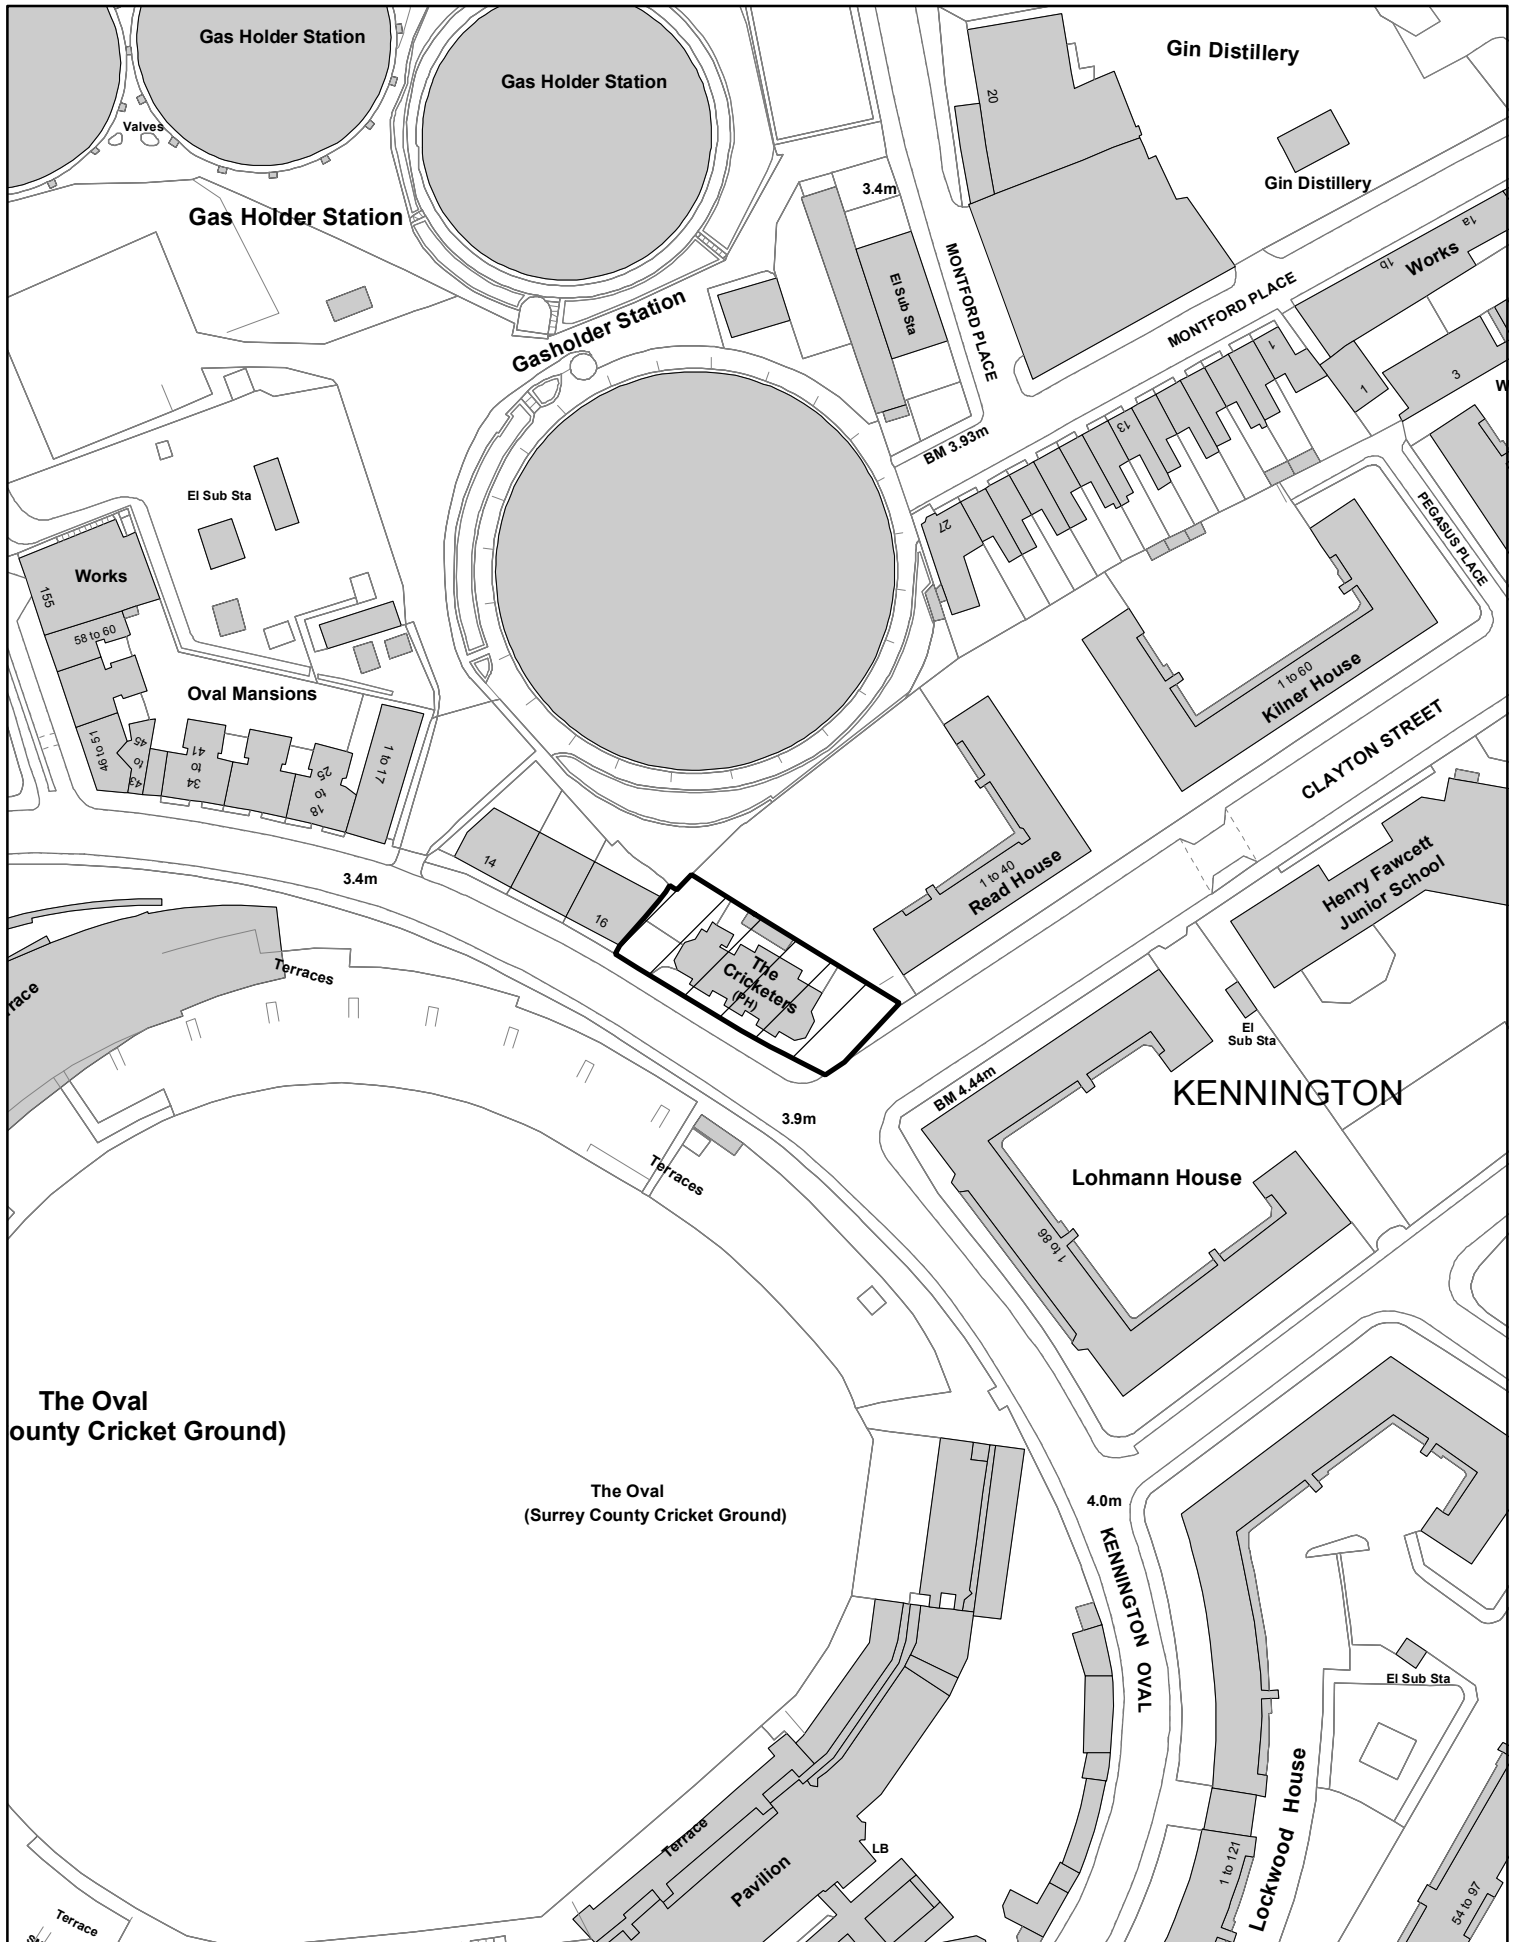 Gas Holder Station
Gas Holder Station
Gin Distillery
20
Valves
3.4m
Gin Distillery
Gas Holder Station
1a
1b
Works
MONTFORD PLACE
El Sub Sta
MONTFORD PLACE
Gasholder Station
1
1
3
W
13
BM 3.93m
El Sub Sta
27
PEGASUS PLACE
Works
155
58 to 60
Oval Mansions
1 to 60
Kilner House
CLAYTON STREET
46 to 51
45
to
43
41
to
34
25
to
18
1 to 17
14
16
3.4m
1 to 40
Read House
Henry Fawcett
Junior School
Terraces
rrace
The
Cricketers
(PH)
El
Sub Sta
BM 4.44m
KENNINGTON
3.9m
Terraces
Lohmann House
1 to 86
The Oval
ounty Cricket Ground)
The Oval
(Surrey County Cricket Ground)
4.0m
KENNINGTON OVAL
El Sub Sta
Lockwood House
1 to 121
Terrace
LB
Pavilion
54 to 97
Terrace